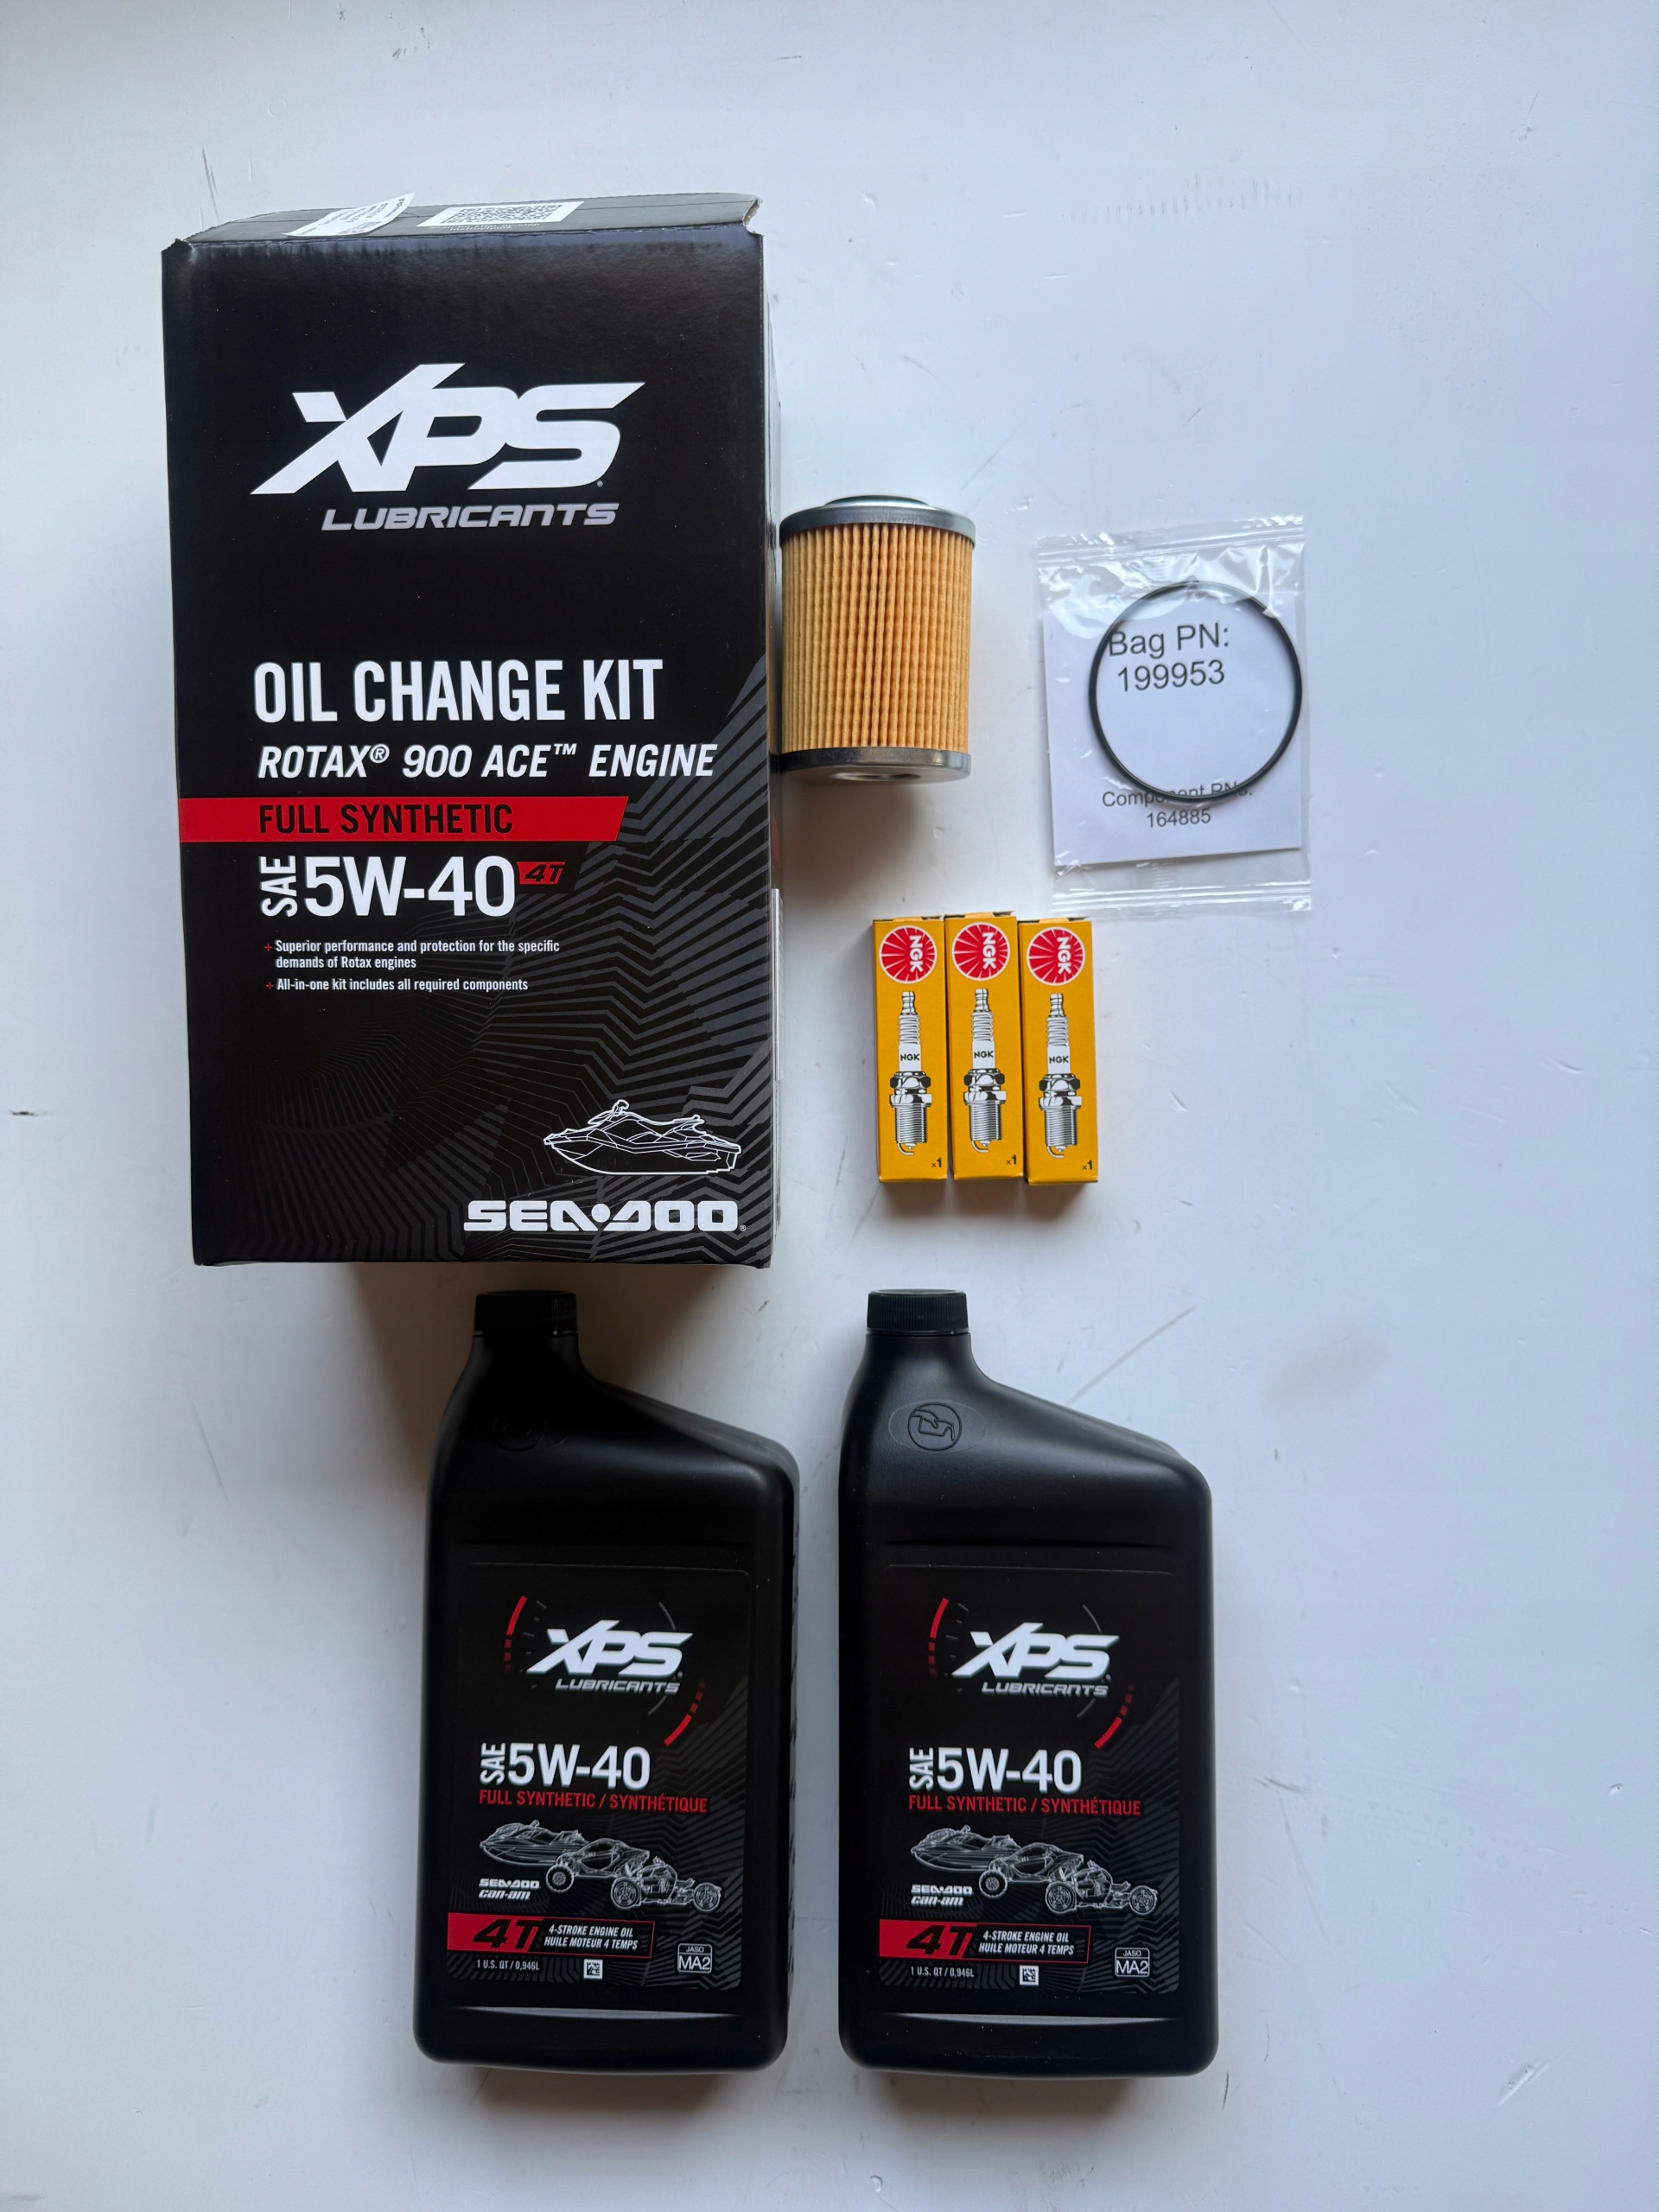 XPS
LUBRICANTS
OIL CHANGE KIT
ROTAX® 900 ACE™ ENGINE
FULL SYNTHETIC
SAE 5W-40 4T
+ Superior performance and protection for the specific
demands of Rotax engines
+ All-in-one kit includes all required components
SEA-DOO®
Bag PN:
199953
Component PNs:
164885
NGK
NGK
NGK
NGK
NGK
NGK
x1
x1
x1
XPS
LUBRICANTS
SAE 5W-40
FULL SYNTHETIC / SYNTHÉTIQUE
SEA-DOO
can-am
4T 4-STROKE ENGINE OIL
HUILE MOTEUR 4 TEMPS
1 U.S. QT / 0,946L
JASO
MA2
XPS
LUBRICANTS
SAE 5W-40
FULL SYNTHETIC / SYNTHÉTIQUE
SEA-DOO
can-am
4T 4-STROKE ENGINE OIL
HUILE MOTEUR 4 TEMPS
1 U.S. QT / 0,946L
JASO
MA2